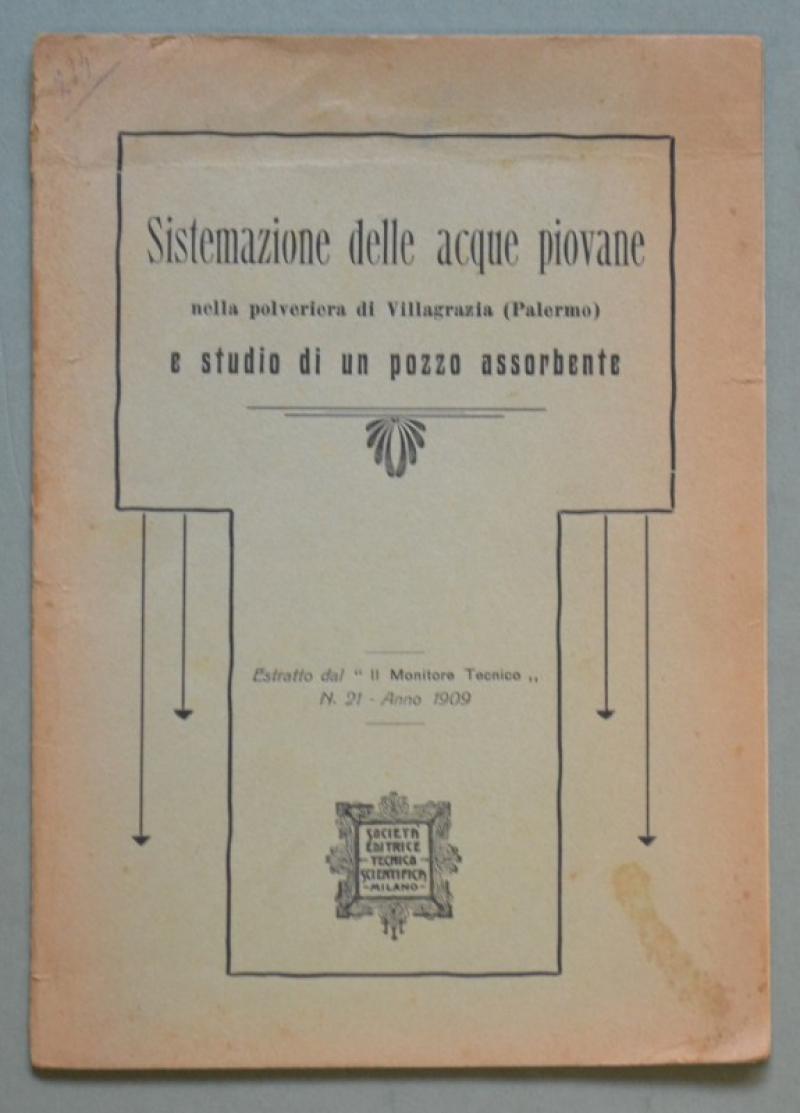 Sistemazione delle acque piovane
nella polveriera di Villagrazia (Palermo)
e studio di un pozzo assorbente
Estratto dal " Il Monitore Tecnico „
N. 21 - Anno 1909
SOCIETÀ
EDITRICE
TECNICO
SCIENTIFICA
-MILANO-